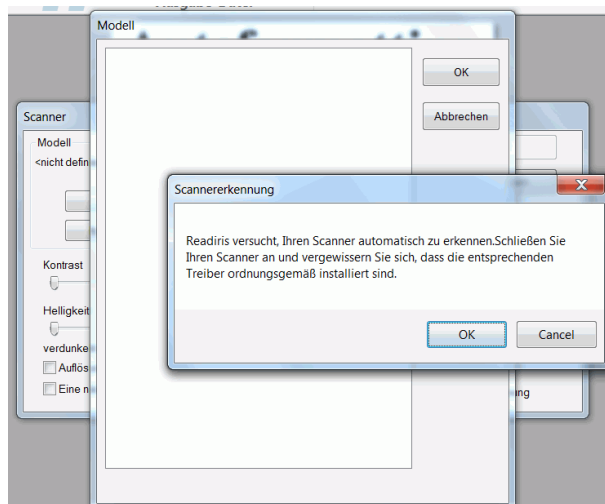 Modell
OK
Abbrechen
Scanner
Modell
<nicht defin
Kontrast
Helligkeit
verdunke
Auflös
Eine n
ng
Scannererkennung
Readiris versucht, Ihren Scanner automatisch zu erkennen.Schließen Sie
Ihren Scanner an und vergewissern Sie sich, dass die entsprechenden
Treiber ordnungsgemäß installiert sind.
OK
Cancel